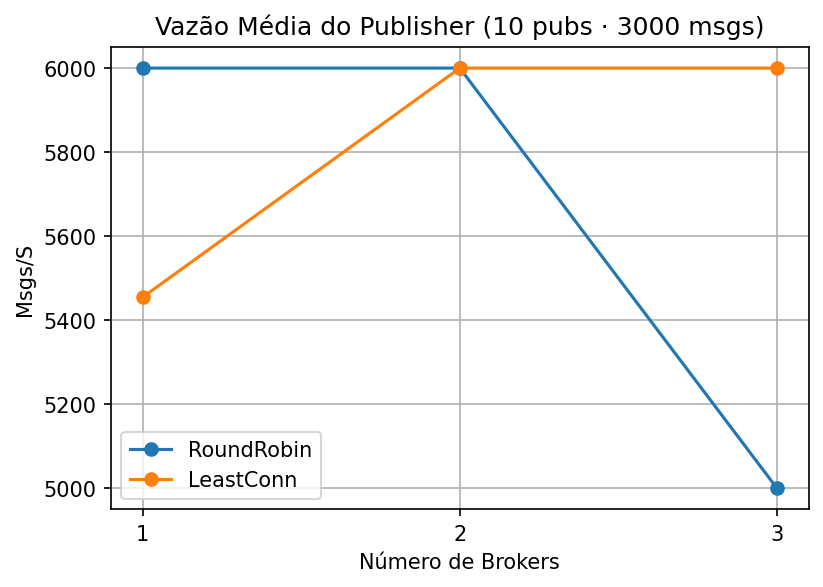 Vazão Média do Publisher (10 pubs · 3000 msgs)
Msgs/S
6000
5800
5600
5400
5200
5000
RoundRobin
LeastConn
1
2
3
Número de Brokers